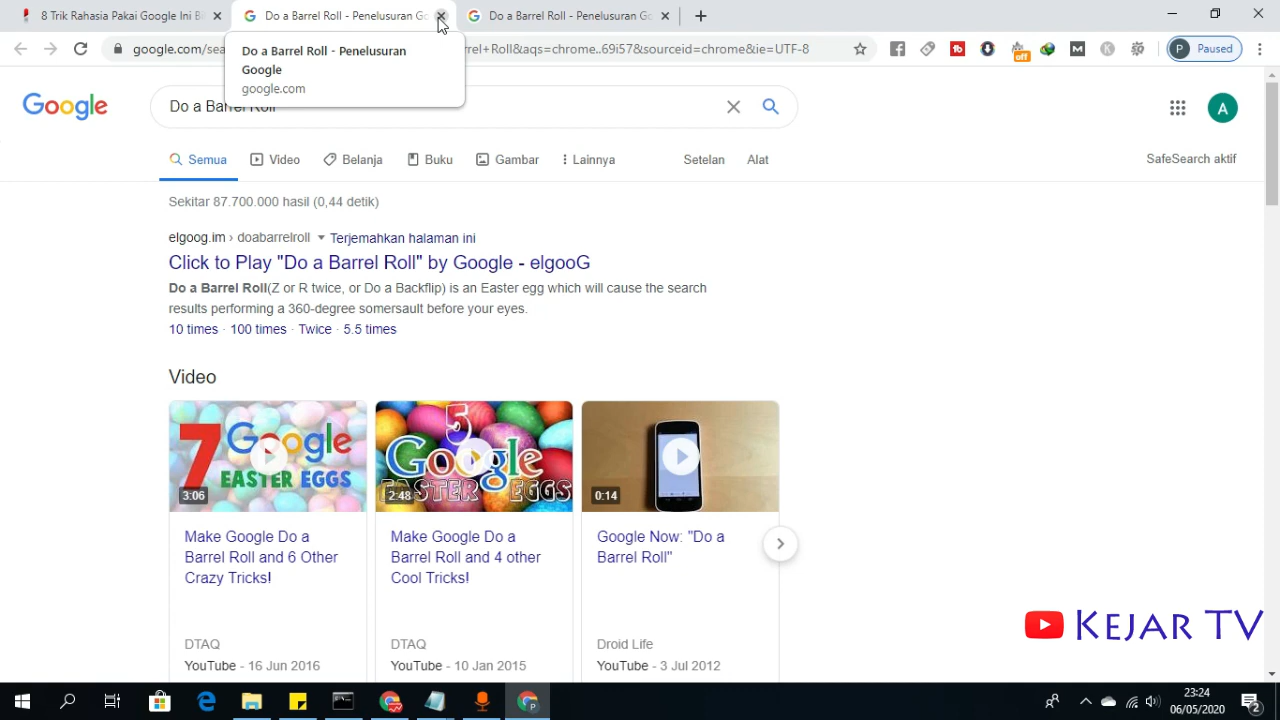 8 Trik Rahasia Pakai Google Ini B
Do a Barrel Roll - Penelusuran Go
Do a Barrel Roll - Penelusuran Go
google.com/sea
rrel+Roll&aqs=chrome..69i57&sourceid=chrome&ie=UTF-8
off
P Paused
Do a Barrel Roll - Penelusuran
Google
google.com
Google
Do a Barrel Roll
A
Semua
Video
Belanja
Buku
Gambar
Lainnya
Setelan
Alat
SafeSearch aktif
Sekitar 87.700.000 hasil (0,44 detik)
elgoog.im › doabarrelroll
Terjemahkan halaman ini
Click to Play "Do a Barrel Roll" by Google - elgooG
Do a Barrel Roll(Z or R twice, or Do a Backflip) is an Easter egg which will cause the search
results performing a 360-degree somersault before your eyes.
10 times · 100 times · Twice · 5.5 times
Video
7 Google
EASTER EGGS
3:06
5
Google
EASTER EGGS
2:48
0:14
Make Google Do a
Barrel Roll and 6 Other
Crazy Tricks!
DTAQ
YouTube - 16 Jun 2016
Make Google Do a
Barrel Roll and 4 other
Cool Tricks!
DTAQ
YouTube - 10 Jan 2015
Google Now: "Do a
Barrel Roll"
Droid Life
YouTube - 3 Jul 2012
KEJAR TV
23:24
06/05/2020
2